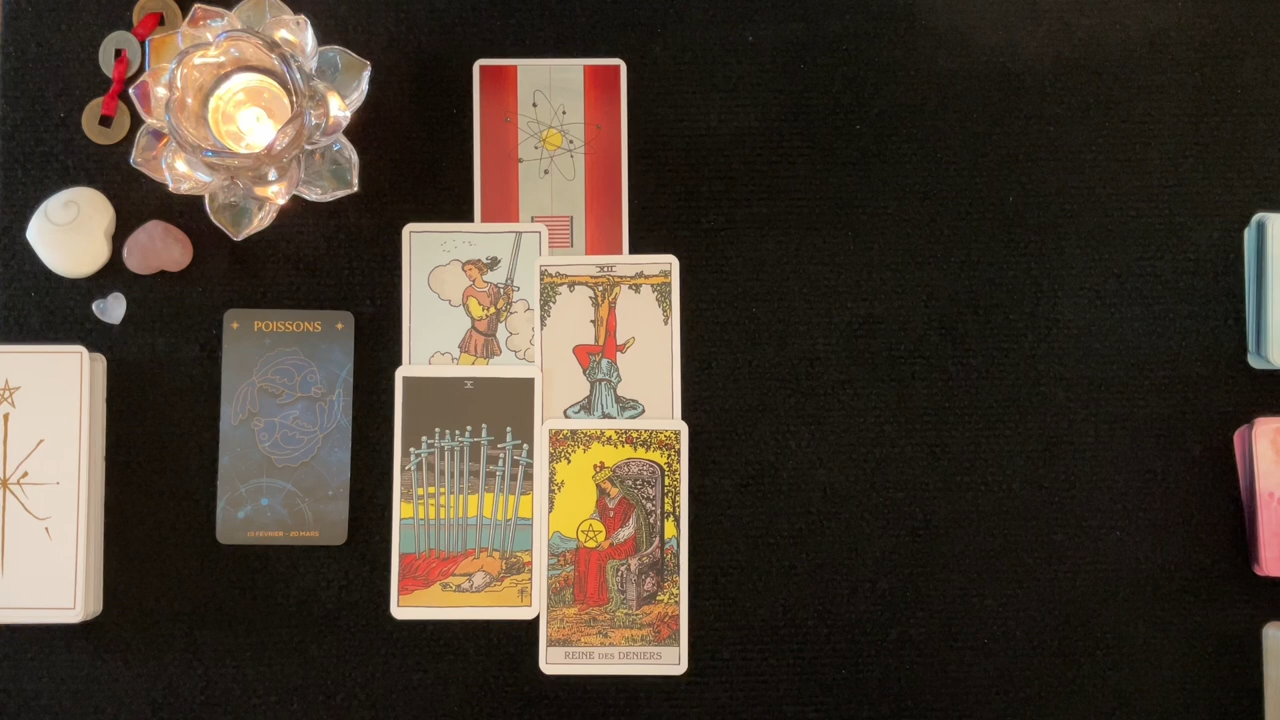 POISSONS
19 FÉVRIER - 20 MARS
XII
X
REINE DES DENIERS